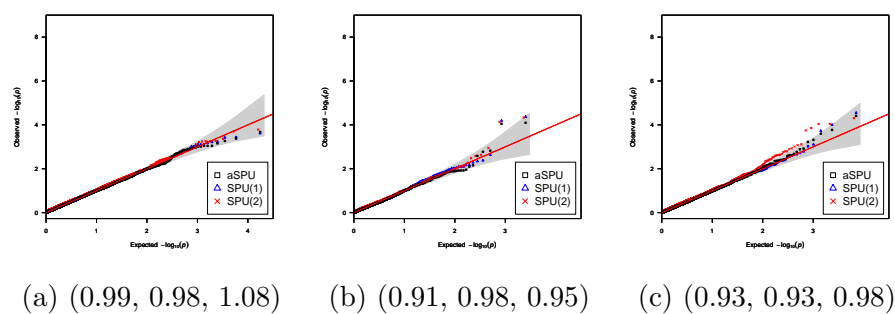 8
6
4
2
0
Observed −log10(p)
aSPU
SPU(1)
SPU(2)
0 1 2 3 4
Expected −log10(p)
8
6
4
2
0
Observed −log10(p)
aSPU
SPU(1)
SPU(2)
0 1 2 3
Expected −log10(p)
8
6
4
2
0
Observed −log10(p)
aSPU
SPU(1)
SPU(2)
0 1 2 3
Expected −log10(p)
(a) (0.99, 0.98, 1.08)
(b) (0.91, 0.98, 0.95)
(c) (0.93, 0.93, 0.98)